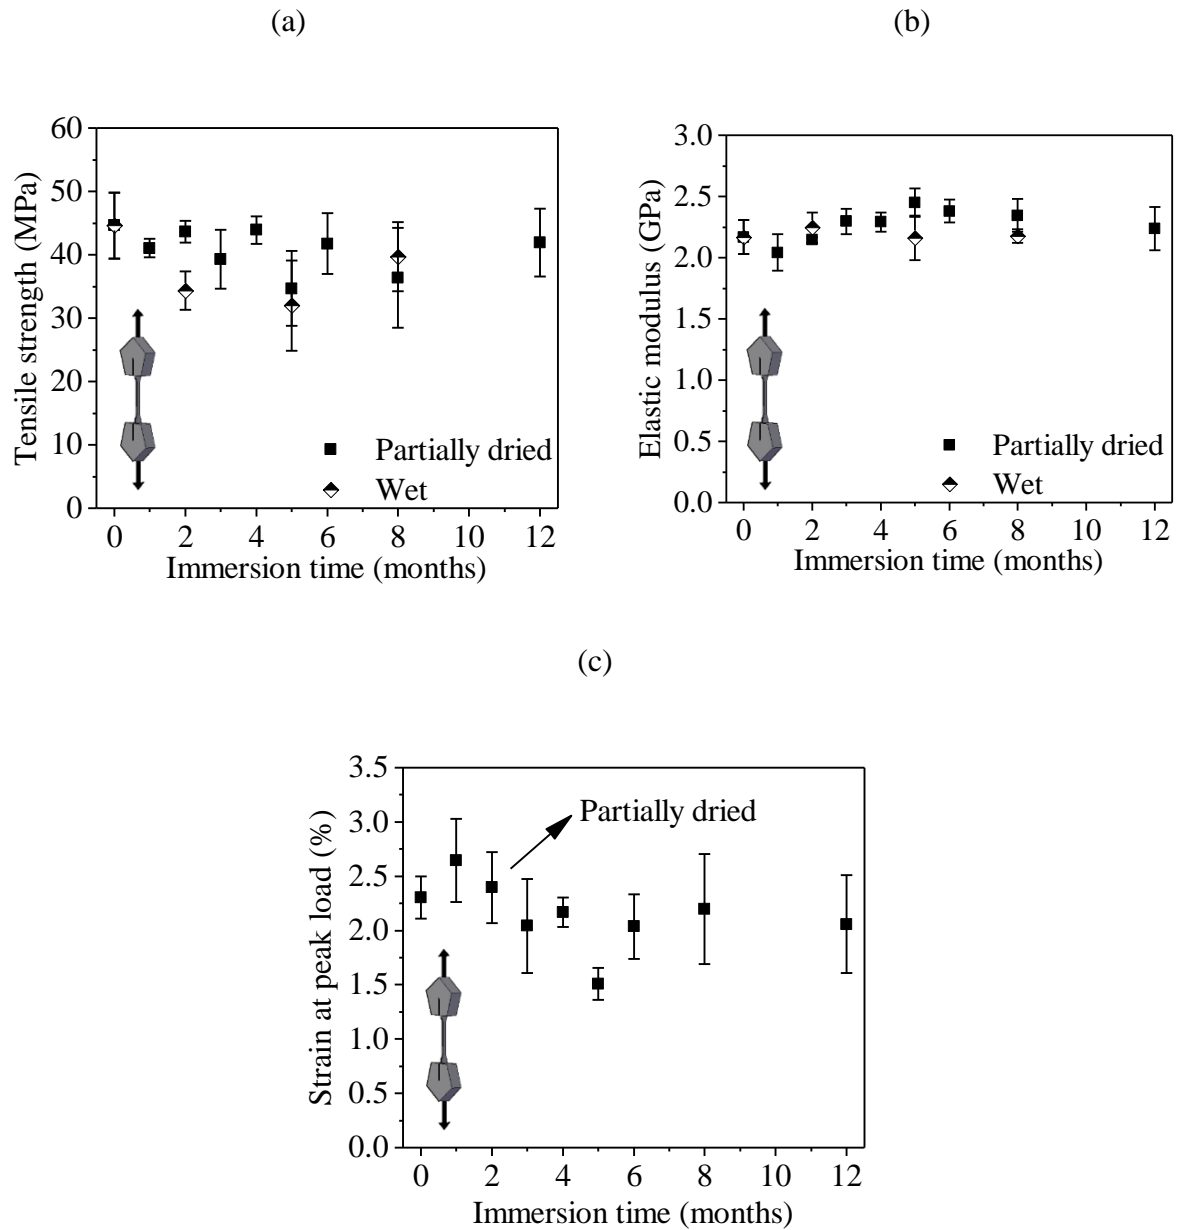 (a)
(b)
60
50
40
30
20
10
0
Tensile strength (MPa)
Partially dried
Wet
0 2 4 6 8 10 12
Immersion time (months)
3.0
2.5
2.0
1.5
1.0
0.5
0.0
Elastic modulus (GPa)
Partially dried
Wet
0 2 4 6 8 10 12
Immersion time (months)
(c)
3.5
3.0
2.5
2.0
1.5
1.0
0.5
0.0
Strain at peak load (%)
Partially dried
0 2 4 6 8 10 12
Immersion time (months)